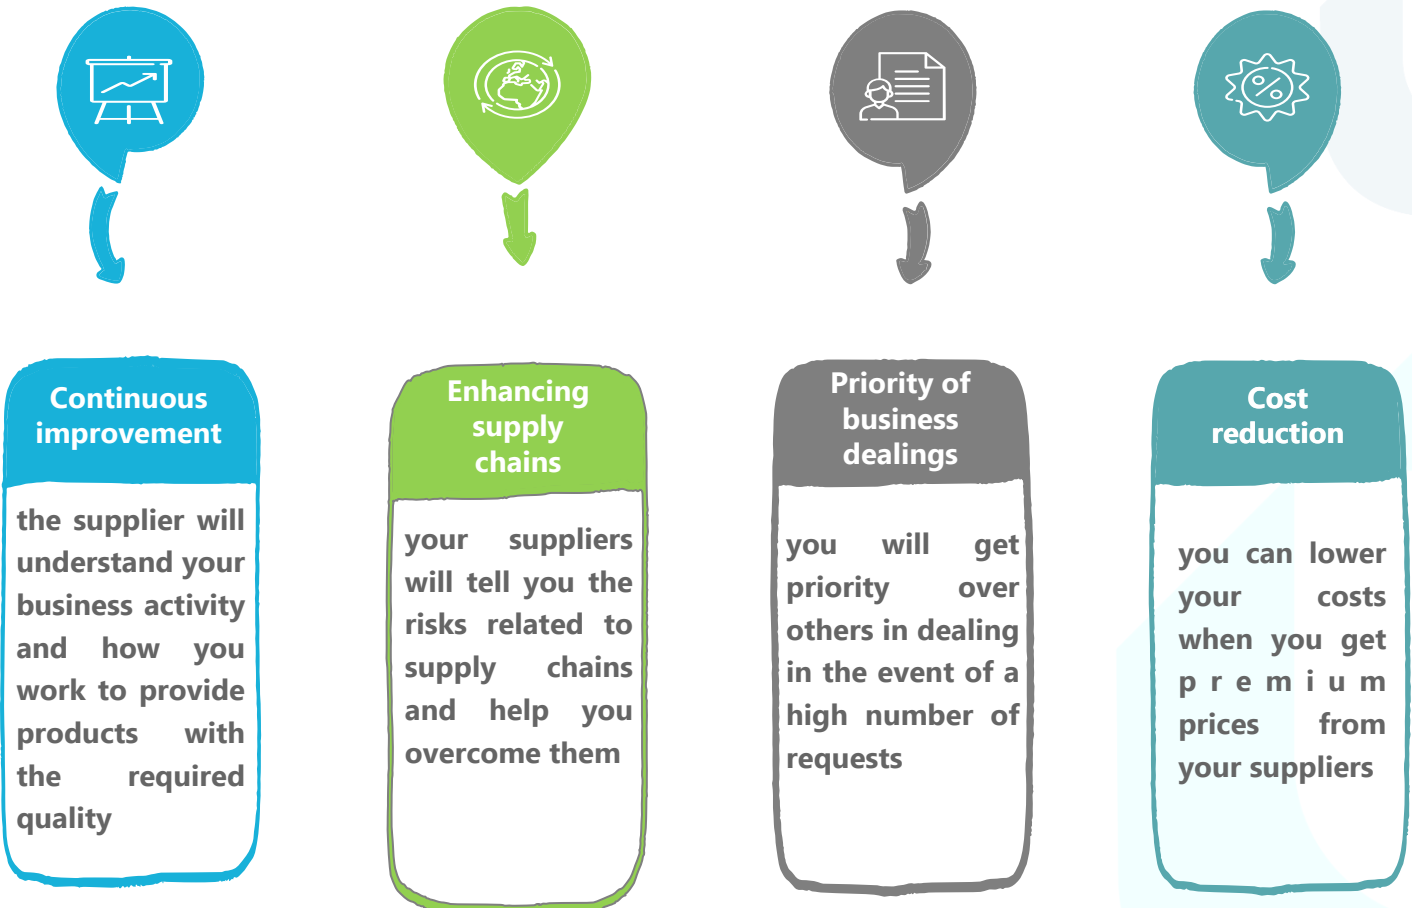 Continuous
improvement
the supplier will
understand your
business activity
and how you
work to provide
products with
the required
quality
Enhancing
supply
chains
your suppliers
will tell you the
risks related to
supply chains
and help you
overcome them
Priority of
business
dealings
you will get
priority over
others in dealing
in the event of a
high number of
requests
Cost
reduction
you can lower
your costs
when you get
premium
prices from
your suppliers